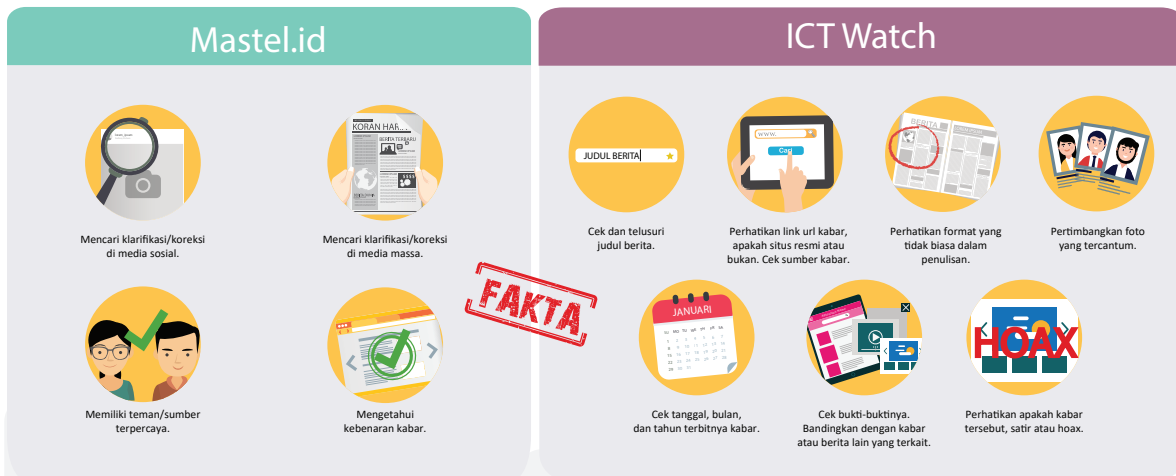 Mastel.id
Mencari klarifikasi/koreksi
di media sosial.
KORAN HAR...
BERITA TERBARU
Mencari klarifikasi/koreksi
di media massa.
Memiliki teman/sumber
terpercaya.
Mengetahui
kebenaran kabar.
FAKTA
ICT Watch
JUDUL BERITA
Cek dan telusuri
judul berita.
www.
Cari
Perhatikan link url kabar,
apakah situs resmi atau
bukan. Cek sumber kabar.
BERITA
Perhatikan format yang
tidak biasa dalam
penulisan.
Pertimbangkan foto
yang tercantum.
JANUARI
Cek tanggal, bulan,
dan tahun terbitnya kabar.
Cek bukti-buktinya.
Bandingkan dengan kabar
atau berita lain yang terkait.
HOAX
Perhatikan apakah kabar
tersebut, satir atau hoax.